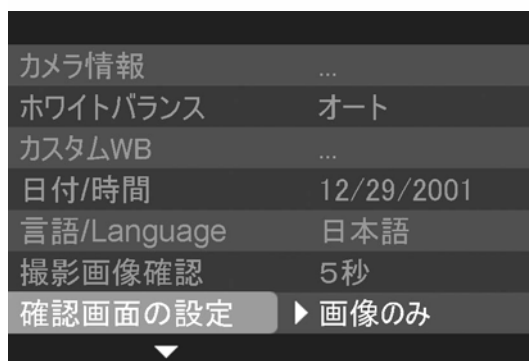 カメラ情報 ...
ホワイトバランス オート
カスタムWB ...
日付/時間 12/29/2001
言語/Language 日本語
撮影画像確認 5秒
確認画面の設定 ▶ 画像のみ